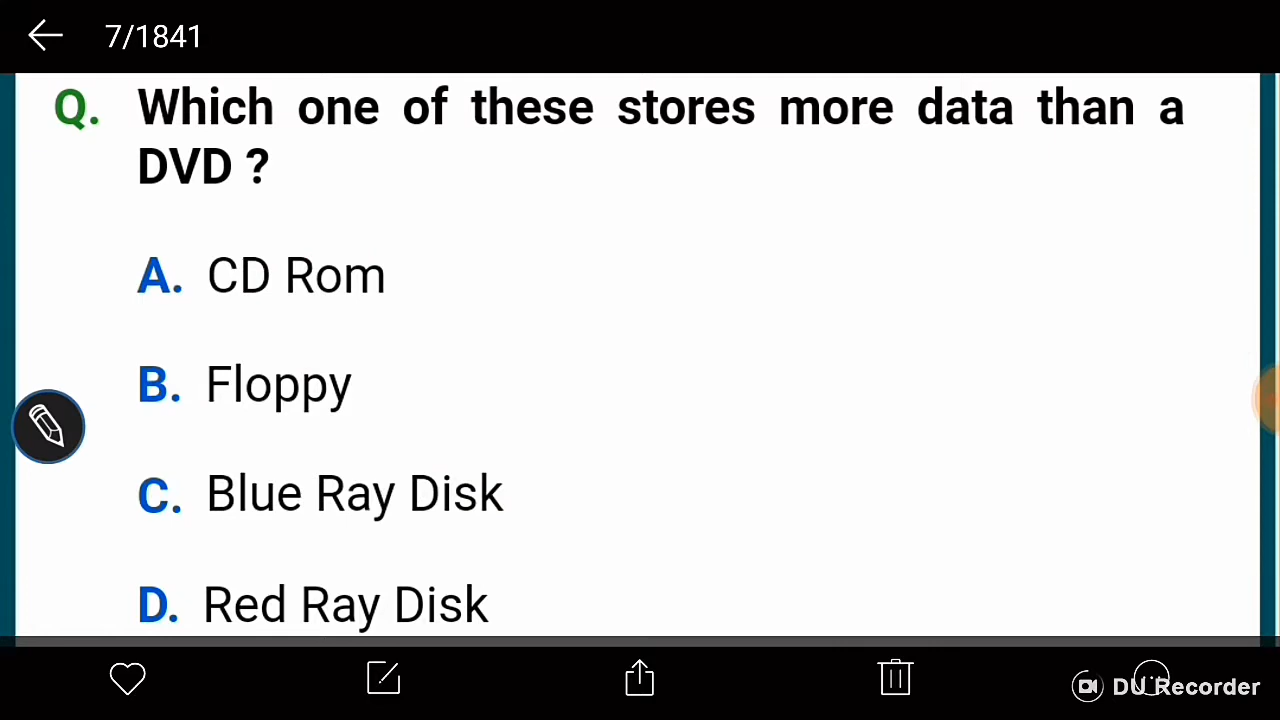 7/1841
Q. Which one of these stores more data than a
DVD ?
A. CD Rom
B. Floppy
C. Blue Ray Disk
D. Red Ray Disk
DU Recorder